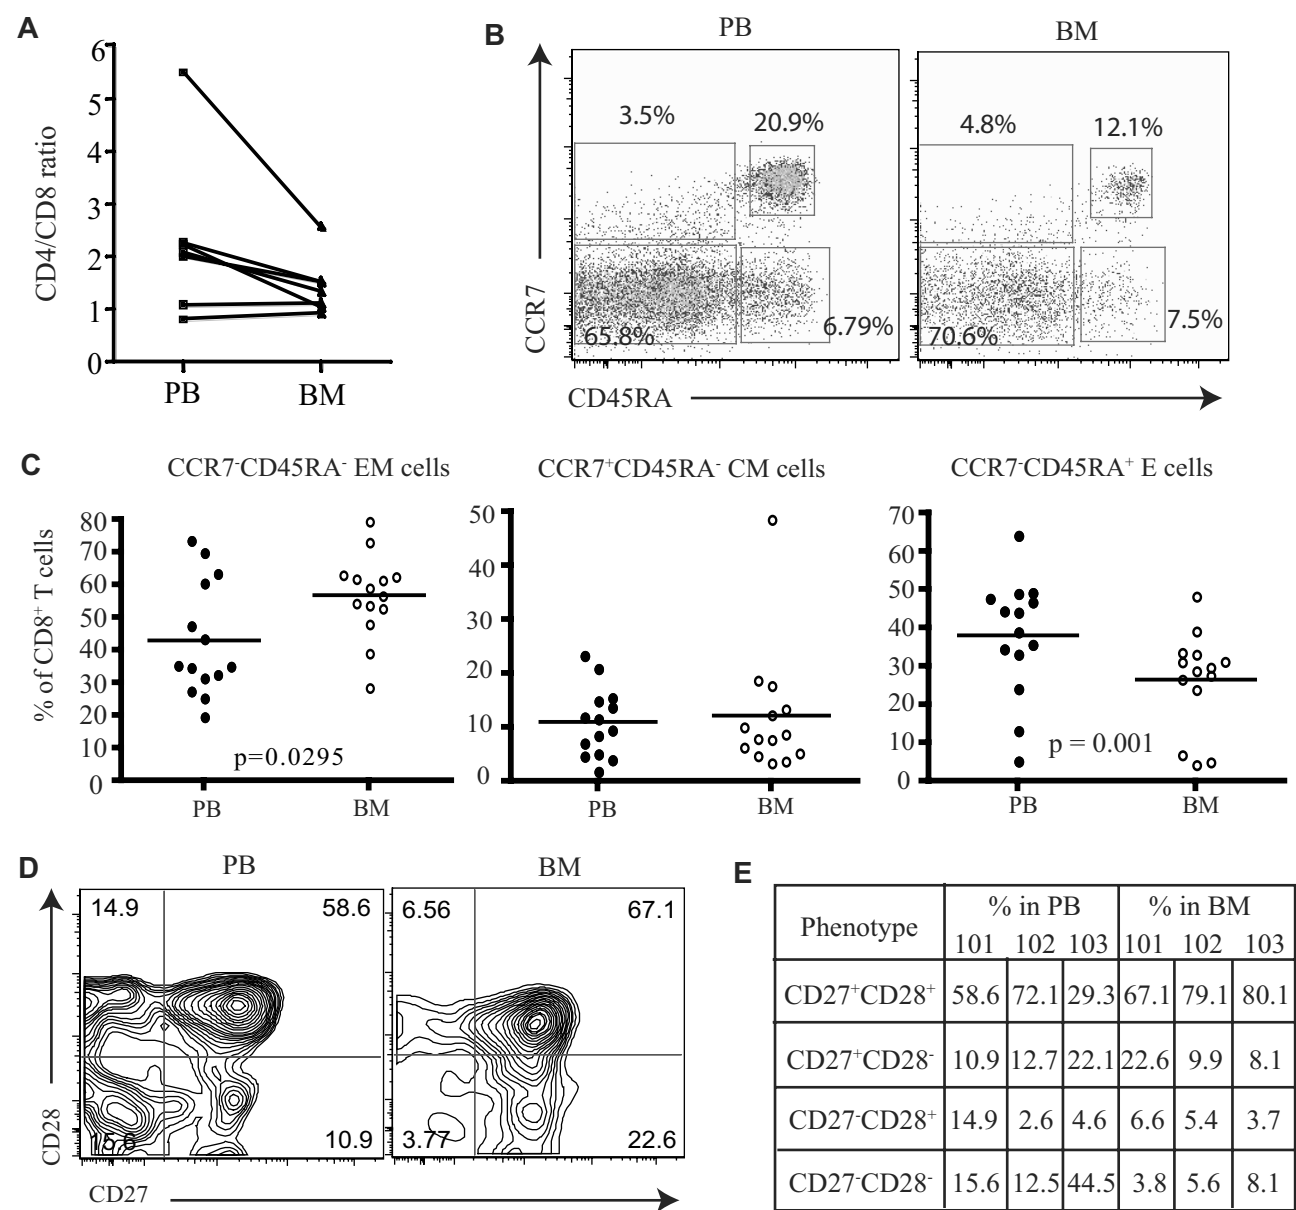 A
6
5
4
3
2
1
0
CD4/CD8 ratio
PB BM
B
PB BM
3.5% 20.9% 4.8% 12.1%
65.8% 6.79% 70.6% 7.5%
CCR7
CD45RA
C
CCR7⁻CD45RA⁻ EM cells
% of CD8⁺ T cells
80
70
60
50
40
30
20
10
0
p=0.0295
PB BM
CCR7⁺CD45RA⁻ CM cells
50
40
30
20
10
0
PB BM
CCR7⁻CD45RA⁺ E cells
70
60
50
40
30
20
10
0
p = 0.001
PB BM
D
PB BM
14.9 58.6 6.56 67.1
15.6 10.9 3.77 22.6
CD28
CD27
E
Phenotype % in PB % in BM
101 102 103 101 102 103
CD27⁺CD28⁺ 58.6 72.1 29.3 67.1 79.1 80.1
CD27⁺CD28⁻ 10.9 12.7 22.1 22.6 9.9 8.1
CD27⁻CD28⁺ 14.9 2.6 4.6 6.6 5.4 3.7
CD27⁻CD28⁻ 15.6 12.5 44.5 3.8 5.6 8.1